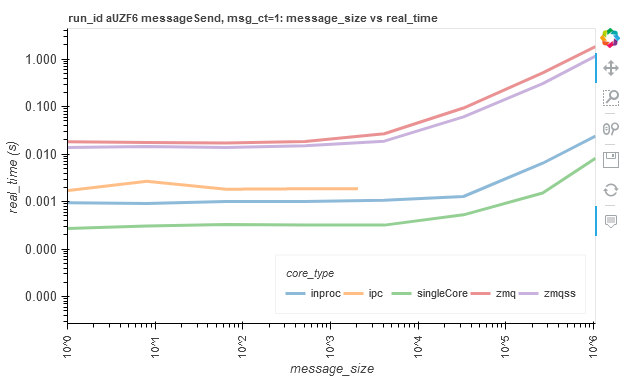 run_id aUZF6 messageSend, msg_ct=1: message_size vs real_time
1.000
0.100
0.010
0.001
0.000
0.000
real_time (s)
core_type
inproc
ipc
singleCore
zmq
zmqss
10^0
10^1
10^2
10^3
10^4
10^5
10^6
message_size